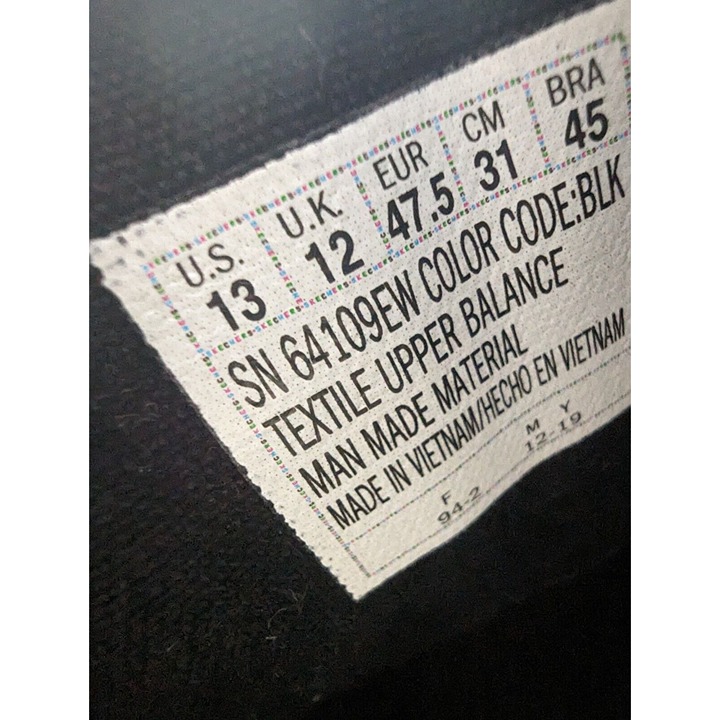 U.S. U.K. EUR CM BRA
13 12 47.5 31 45
SN 64109EW COLOR CODE:BLK
TEXTILE UPPER BALANCE
MAN MADE MATERIAL
MADE IN VIETNAM/HECHO EN VIETNAM
F M Y
94-2 12 19